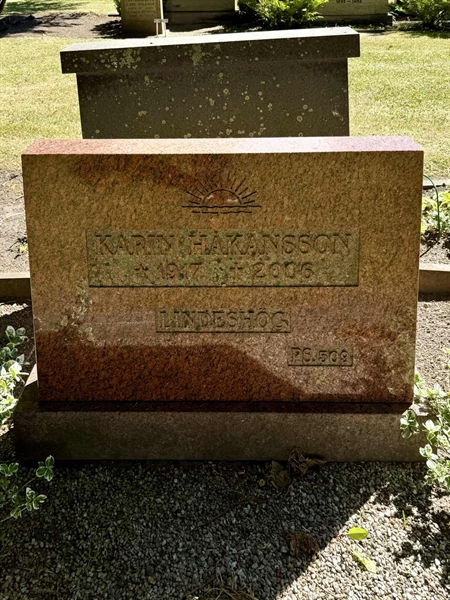 KARIN HÅKANSSON
★ 1917 † 2006
LINDESHÖG
PS. 509